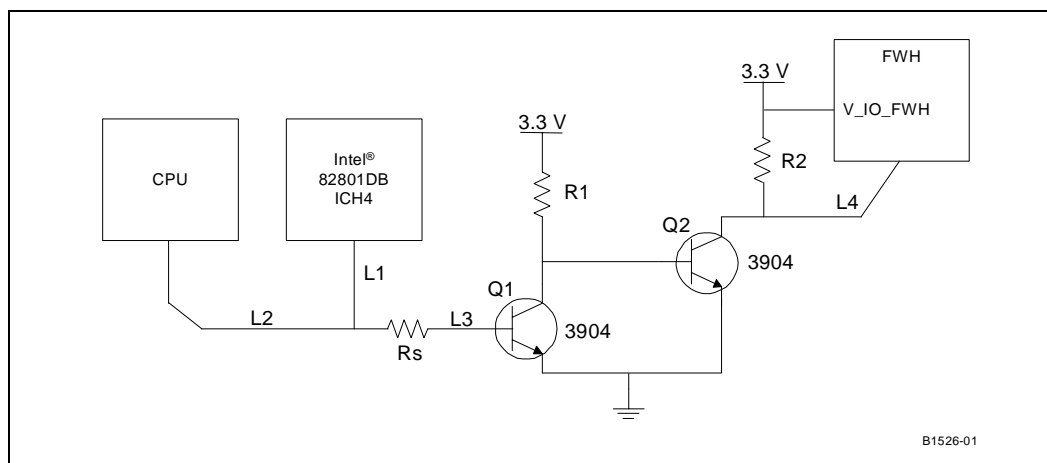 CPU
Intel®
82801DB
ICH4
L1
L2
Rs
L3
Q1
3904
3.3 V
R1
Q2
3904
3.3 V
R2
L4
FWH
V_IO_FWH
B1526-01